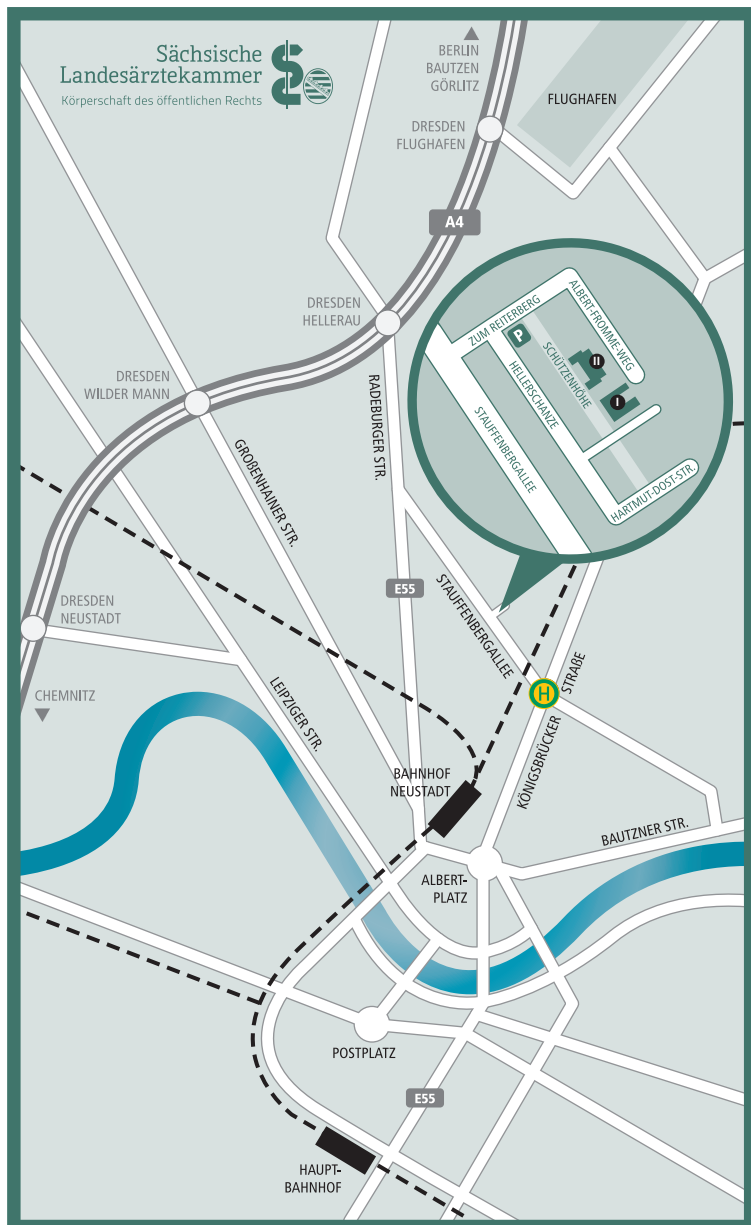 Sächsische
Landesärztekammer
Körperschaft des öffentlichen Rechts
BERLIN
BAUTZEN
GÖRLITZ
FLUGHAFEN
DRESDEN
FLUGHAFEN
A4
DRESDEN
HELLERAU
ZUM REITERBERG
ALBERT-FROMME-WEG
P
SCHÜTZENHÖHE
HELLERSCHANZE
II
I
STAUFFENBERGALLEE
HARTMUT-DOST-STR.
DRESDEN
WILDER MANN
RADEBURGER STR.
GROßENHAINER STR.
E55
STAUFFENBERGALLEE
DRESDEN
NEUSTADT
CHEMNITZ
LEIPZIGER STR.
H
KÖNIGSBRÜCKER
STRAßE
BAHNHOF
NEUSTADT
BAUTZNER STR.
ALBERT-
PLATZ
POSTPLATZ
E55
HAUPT-
BAHNHOF